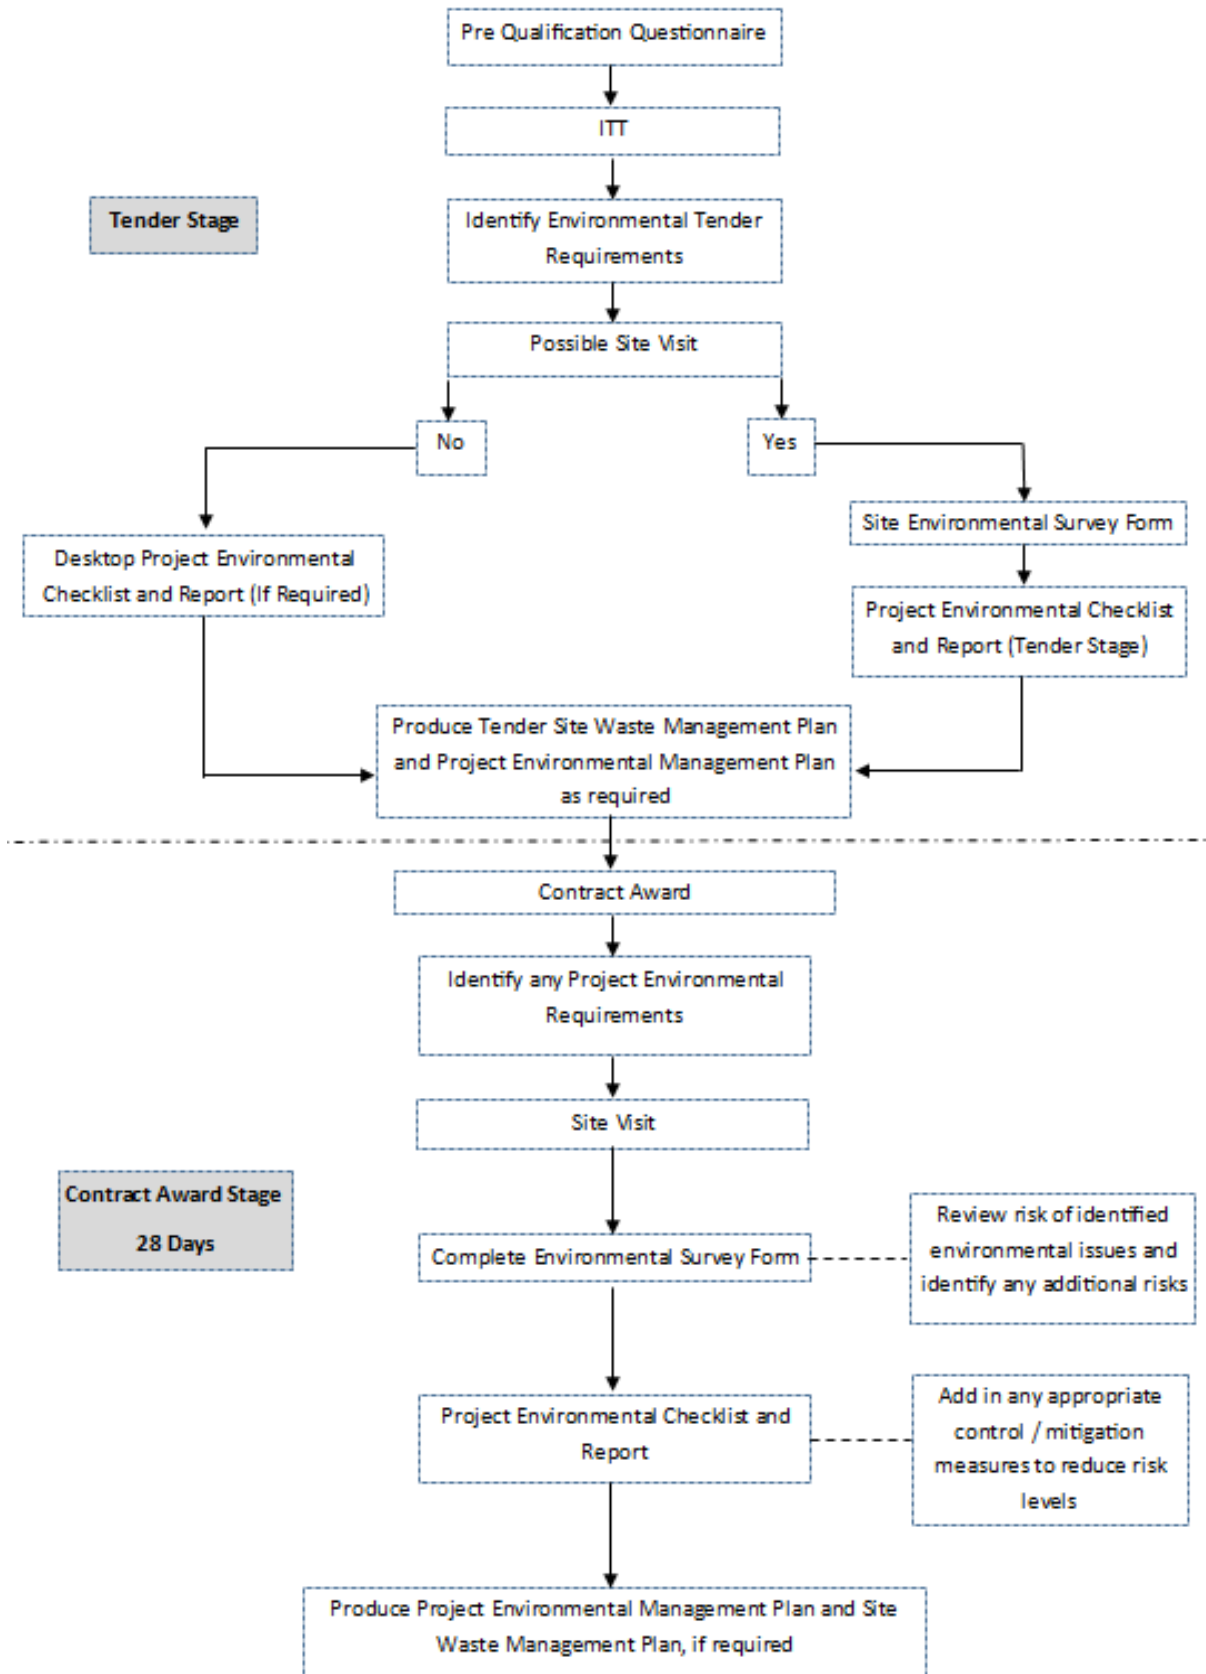 Pre Qualification Questionnaire
ITT
Tender Stage
Identify Environmental Tender
Requirements
Possible Site Visit
No
Yes
Site Environmental Survey Form
Desktop Project Environmental
Checklist and Report (If Required)
Project Environmental Checklist
and Report (Tender Stage)
Produce Tender Site Waste Management Plan
and Project Environmental Management Plan
as required
Contract Award
Identify any Project Environmental
Requirements
Site Visit
Contract Award Stage
28 Days
Complete Environmental Survey Form
Review risk of identified
environmental issues and
identify any additional risks
Project Environmental Checklist and
Report
Add in any appropriate
control / mitigation
measures to reduce risk
levels
Produce Project Environmental Management Plan and Site
Waste Management Plan, if required